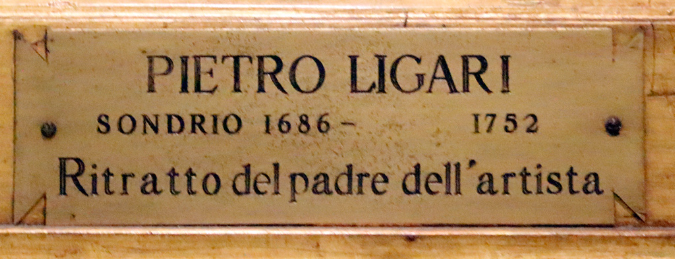 PIETRO LIGARI
SONDRIO 1686 - 1752
Ritratto del padre dell'artista